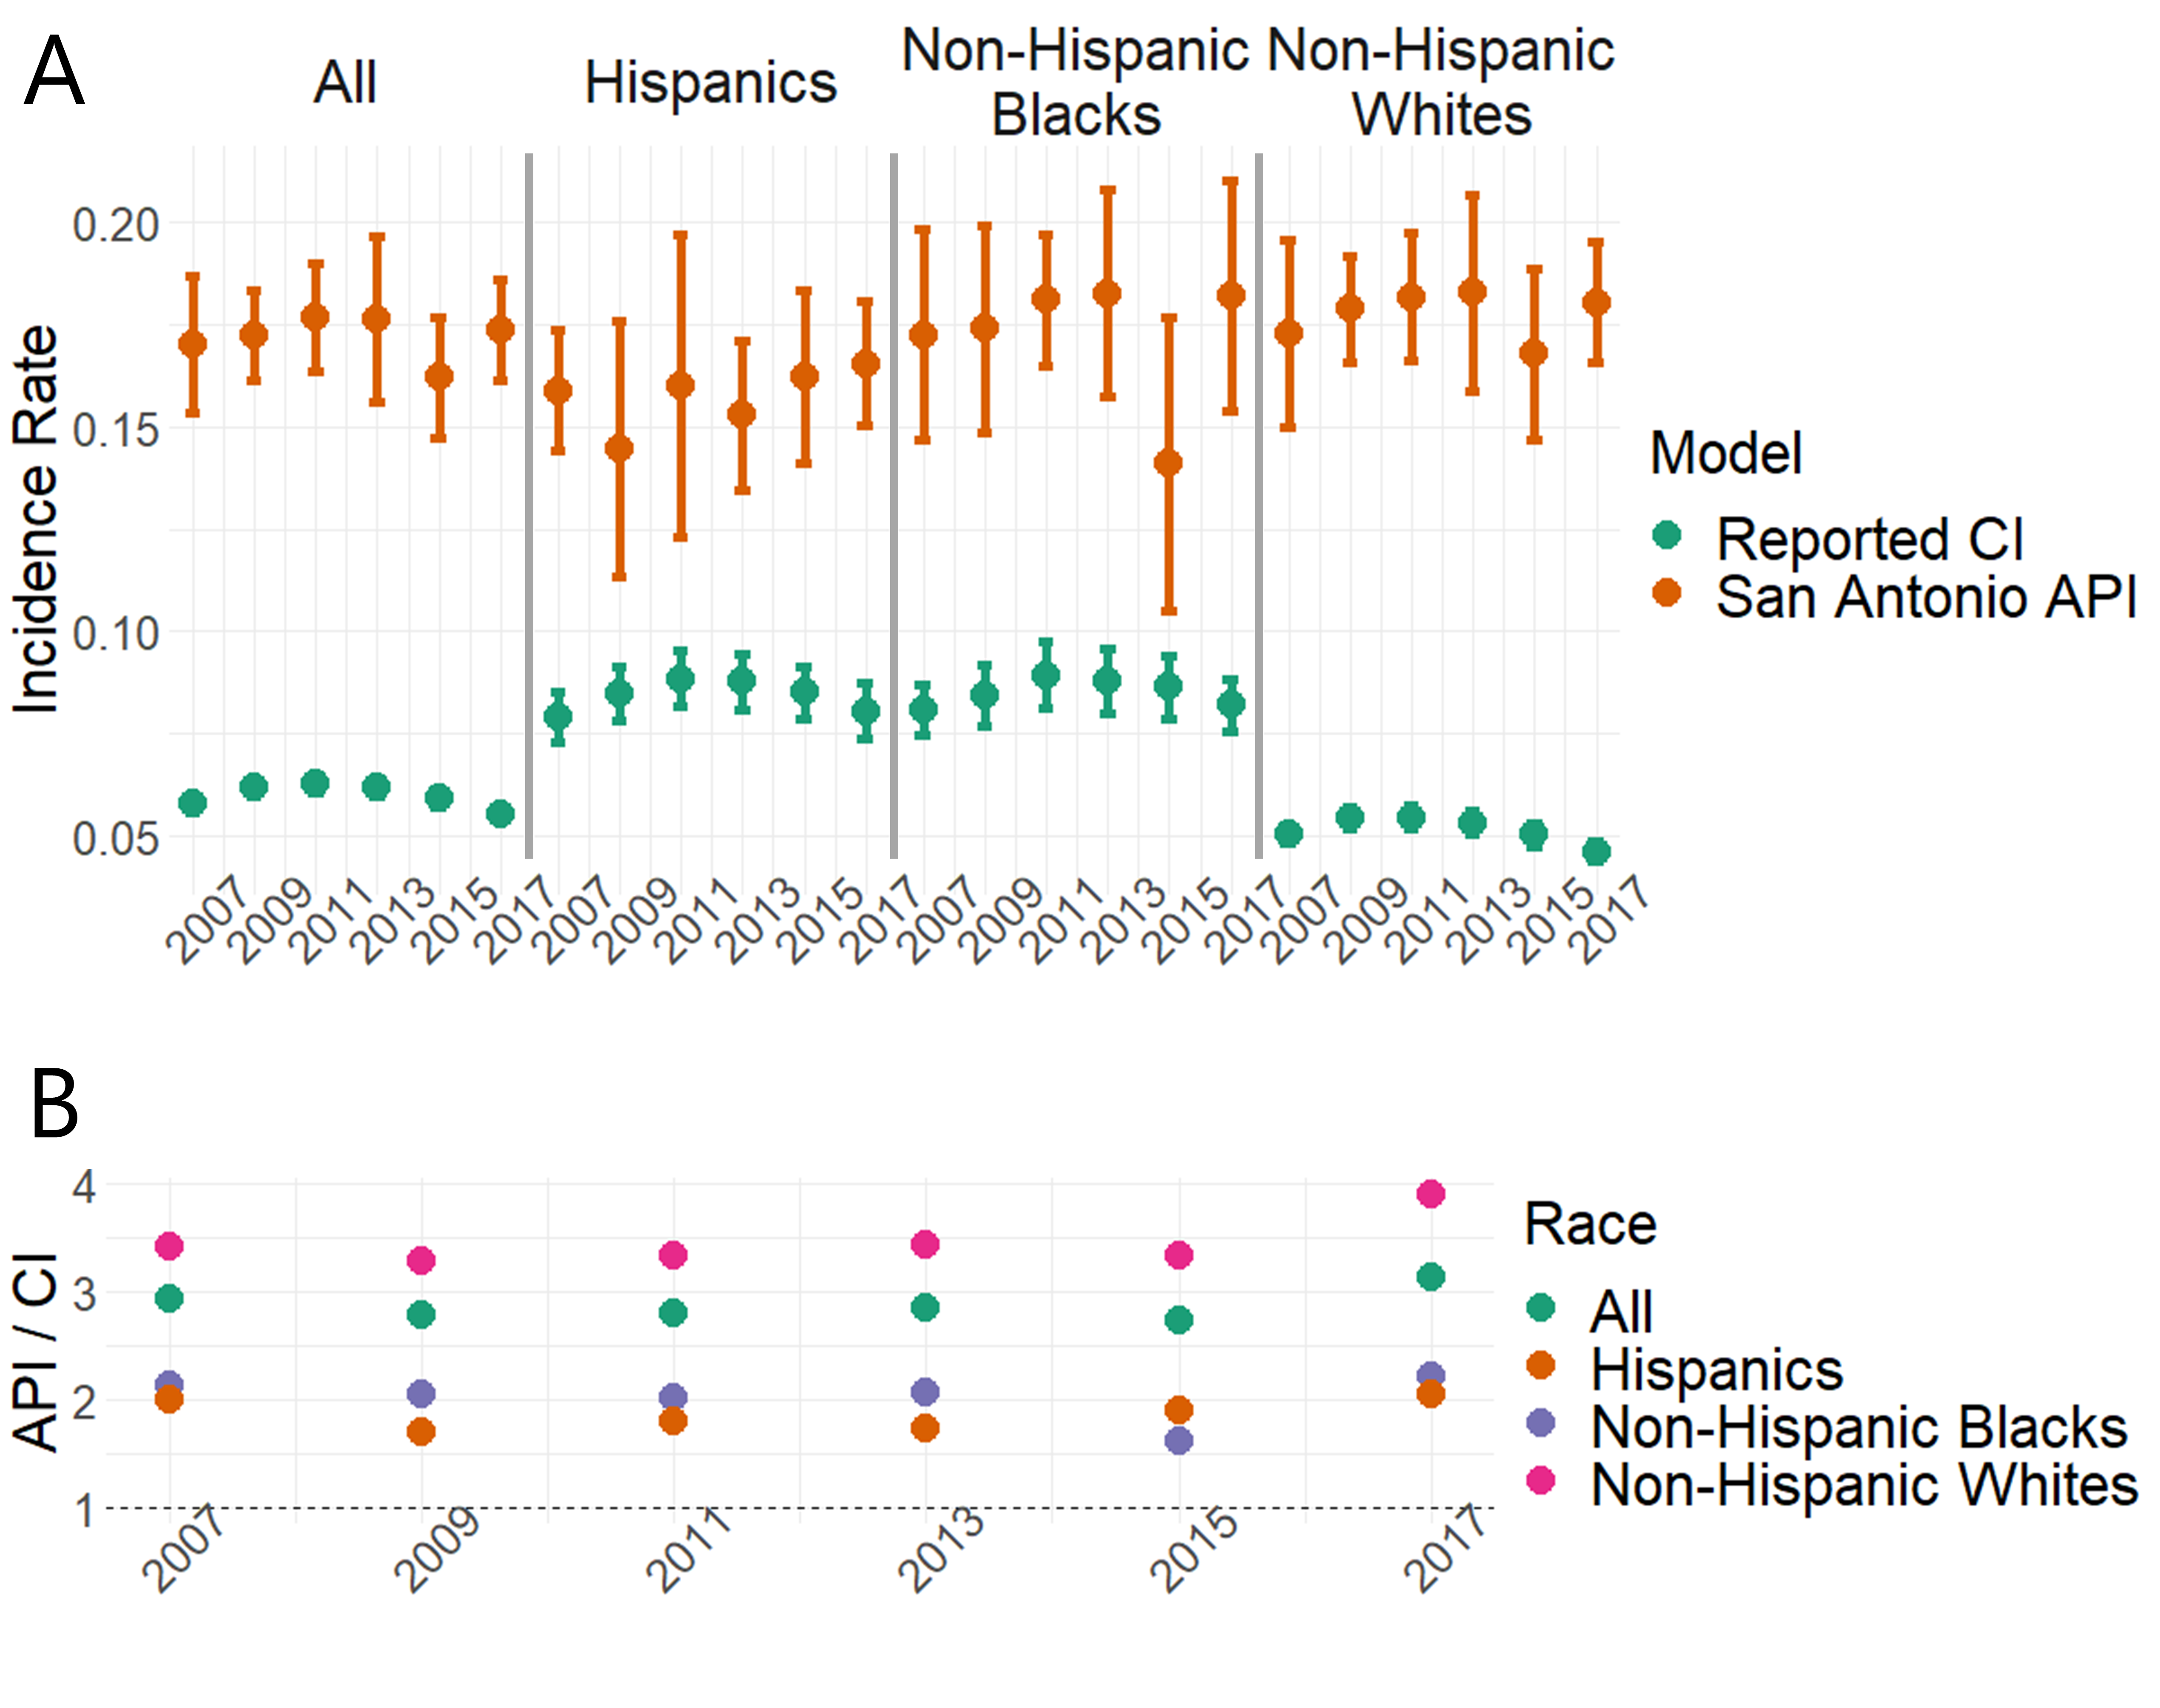 A
All
Hispanics
Non-Hispanic
Blacks
Non-Hispanic
Whites
Incidence Rate
0.20
0.15
0.10
0.05
2007
2009
2011
2013
2015
2017
2007
2009
2011
2013
2015
2017
2007
2009
2011
2013
2015
2017
2007
2009
2011
2013
2015
2017
Model
Reported CI
San Antonio API
B
API / CI
4
3
2
1
2007
2009
2011
2013
2015
2017
Race
All
Hispanics
Non-Hispanic Blacks
Non-Hispanic Whites